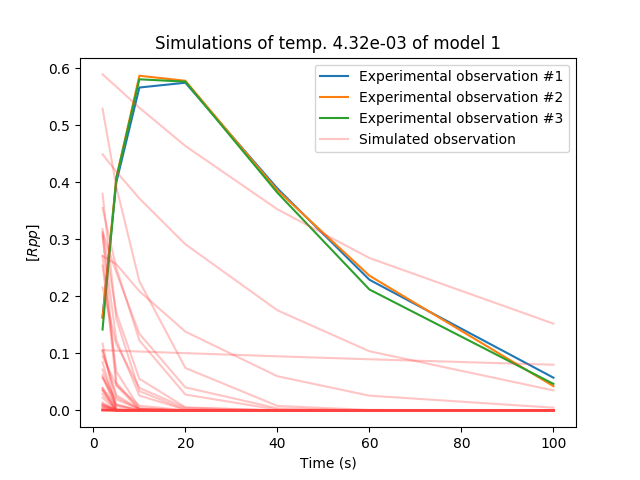 Simulations of temp. 4.32e-03 of model 1
Experimental observation #1
Experimental observation #2
Experimental observation #3
Simulated observation
[Rpp]
0.6
0.5
0.4
0.3
0.2
0.1
0.0
0 20 40 60 80 100
Time (s)